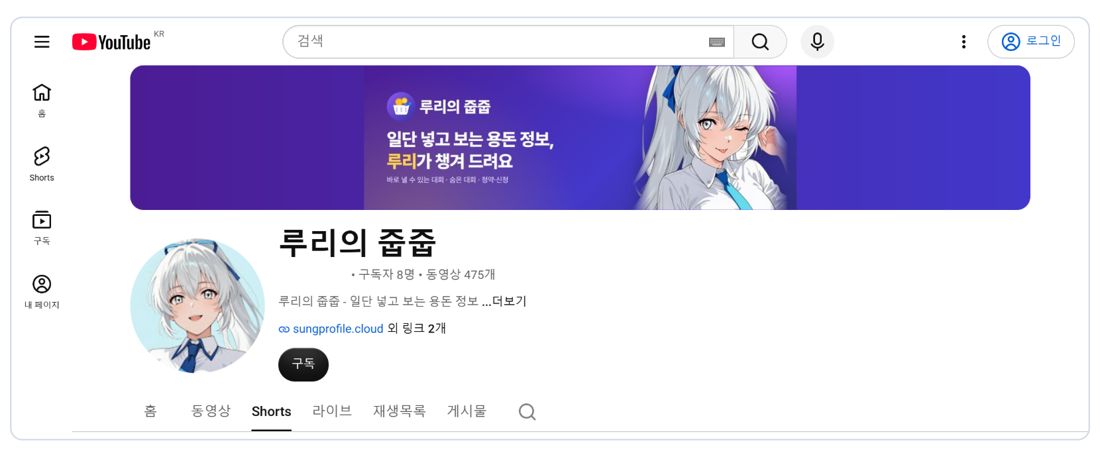 YouTube KR
검색
로그인
홈
Shorts
구독
내 페이지
루리의 줍줍
일단 넣고 보는 용돈 정보,
루리가 챙겨 드려요
바로 낼 수 있는 대회 · 숨은 대회 · 청약·신청
루리의 줍줍
• 구독자 8명 • 동영상 475개
루리의 줍줍 - 일단 넣고 보는 용돈 정보 ...더보기
sungprofile.cloud 외 링크 2개
구독
홈 동영상 Shorts 라이브 재생목록 게시물